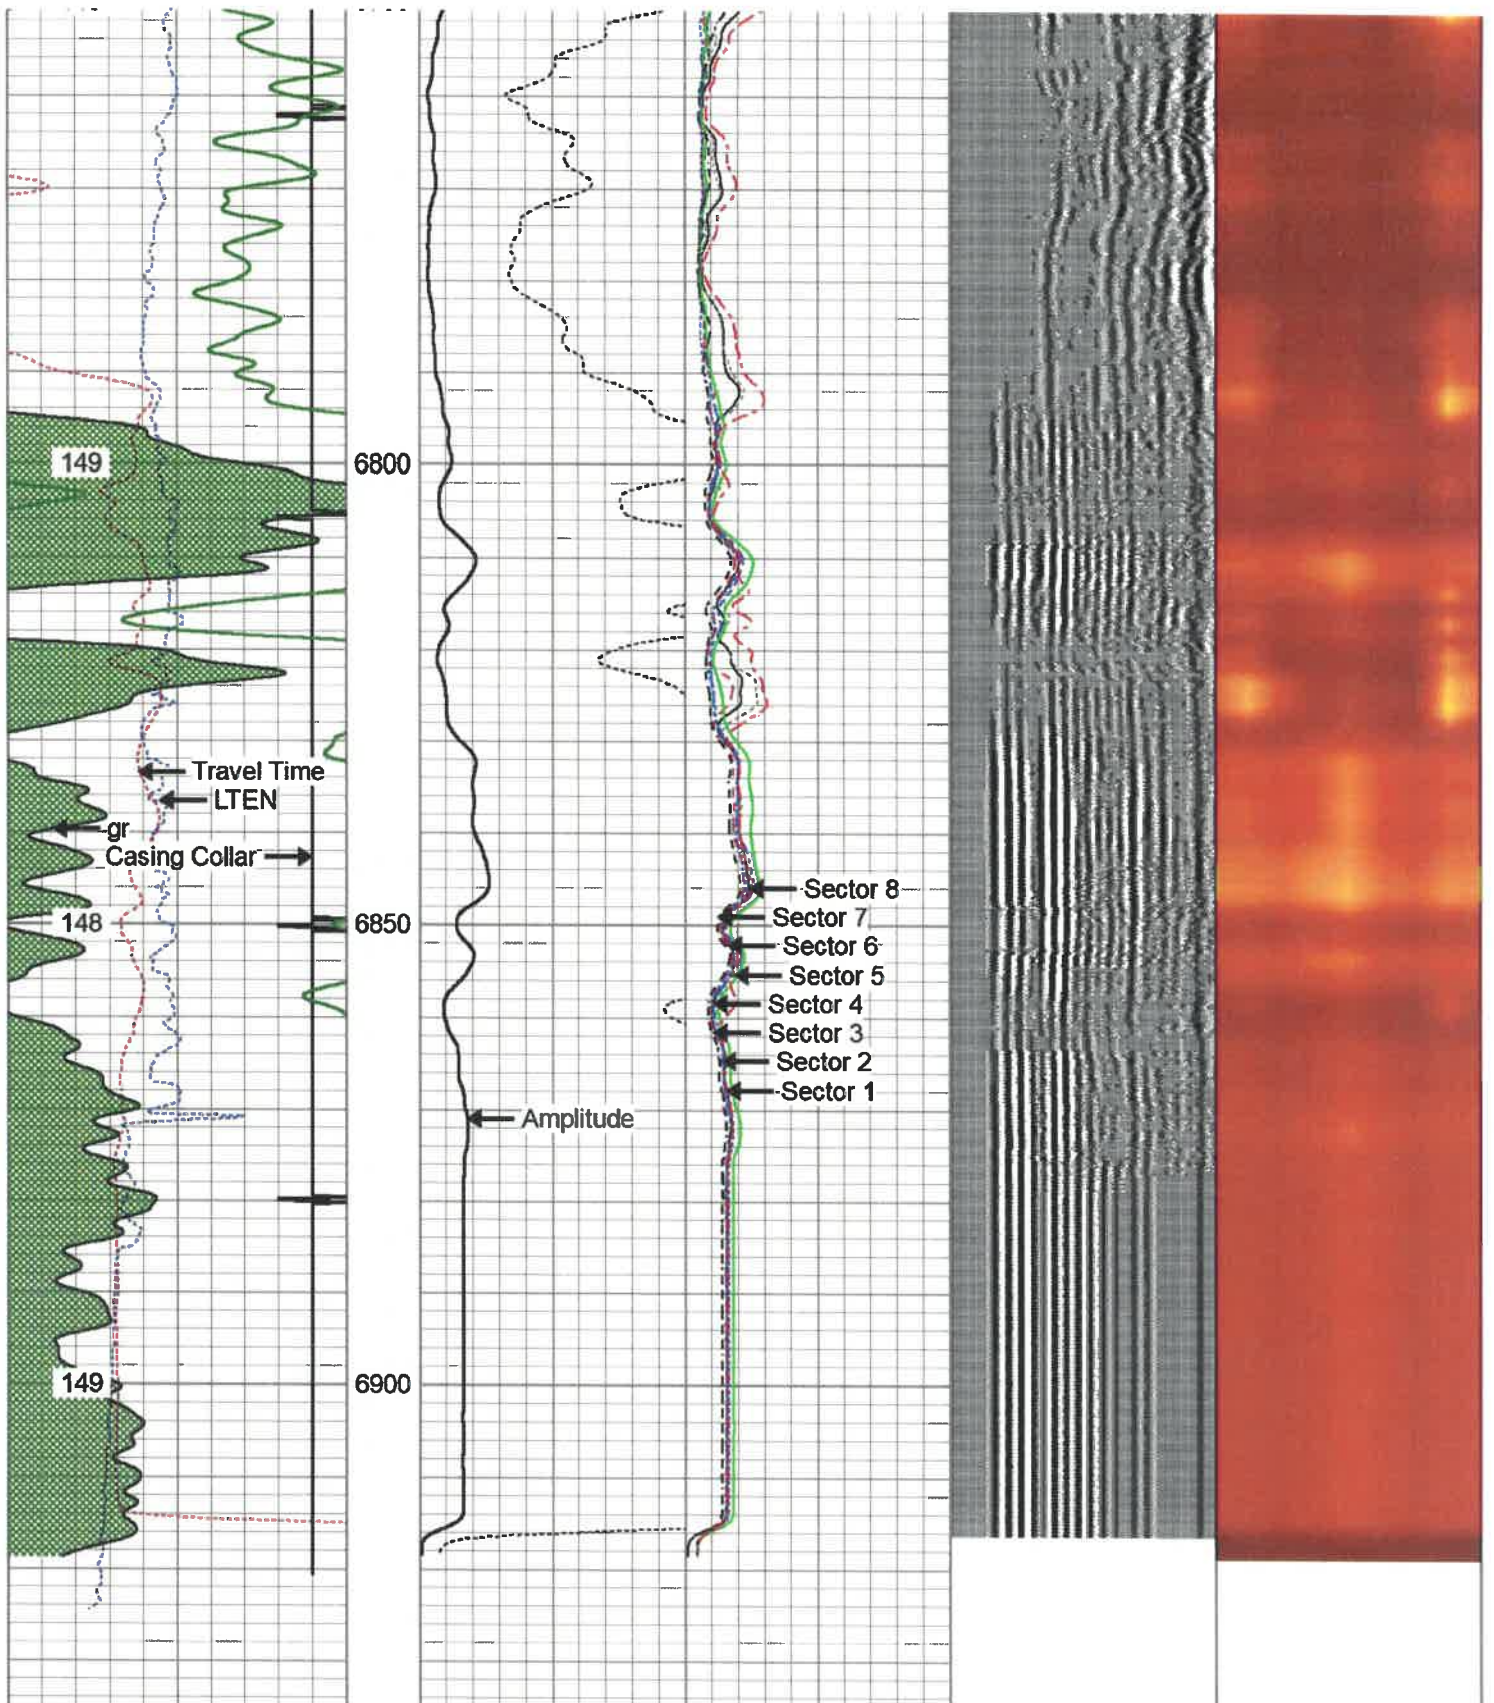 149
6800
Travel Time
LTEN
gr
Casing Collar
148
6850
Sector 8
Sector 7
Sector 6
Sector 5
Sector 4
Sector 3
Sector 2
Sector 1
Amplitude
149
6900